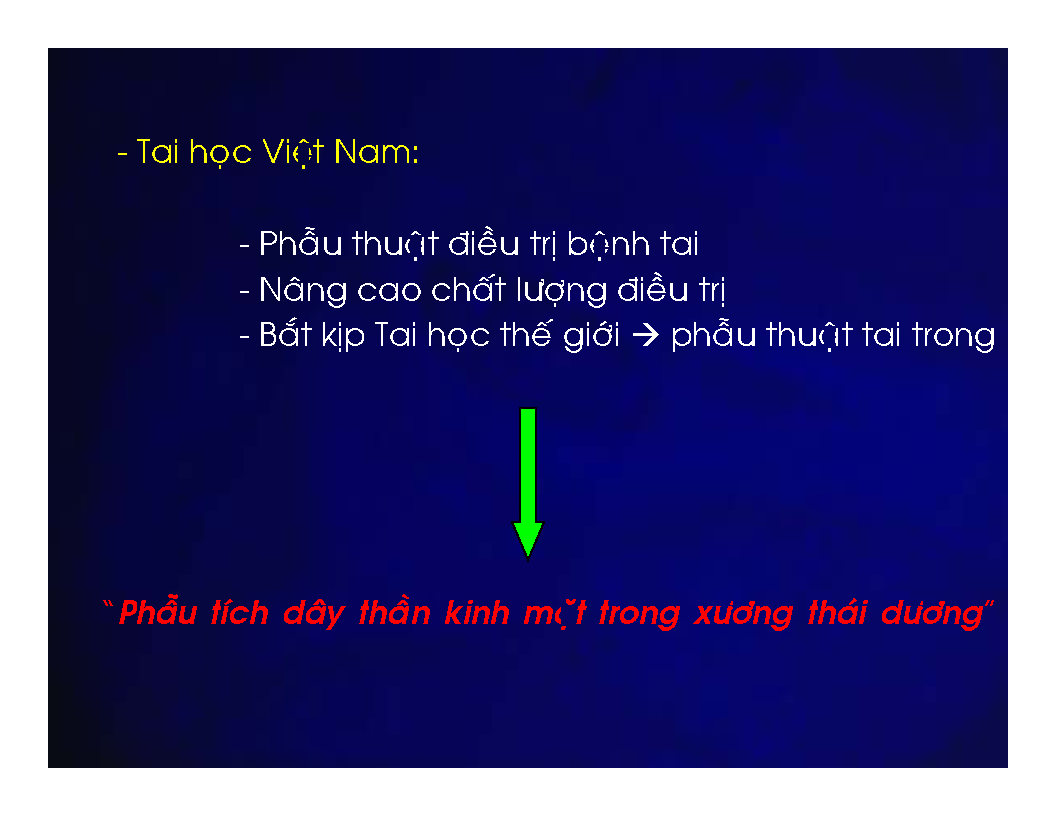 - Tai học Việt Nam:
- Phẫu thuật điều trị bệnh tai
- Nâng cao chất lượng điều trị
- Bắt kịp Tai học thế giới → phẫu thuật tai trong
“Phẫu tích dây thần kinh mặt trong xương thái dương”